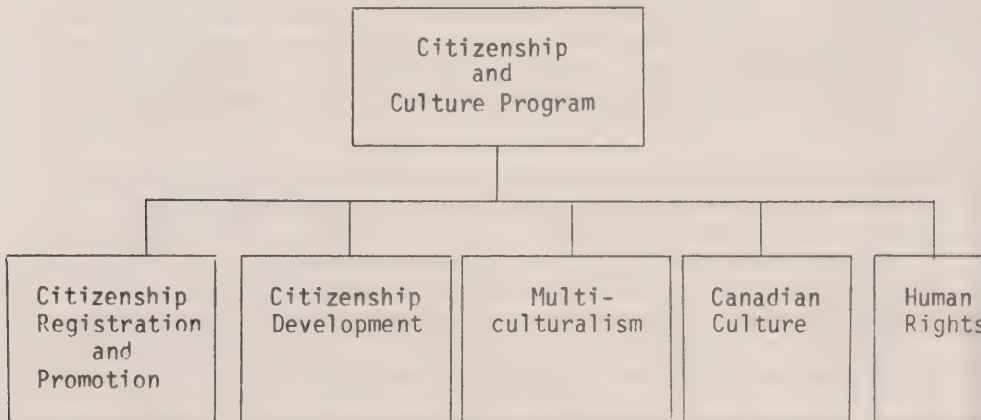 Citizenship
and
Culture Program
Citizenship
Registration
and
Promotion
Citizenship
Development
Multi-
culturalism
Canadian
Culture
Human
Rights